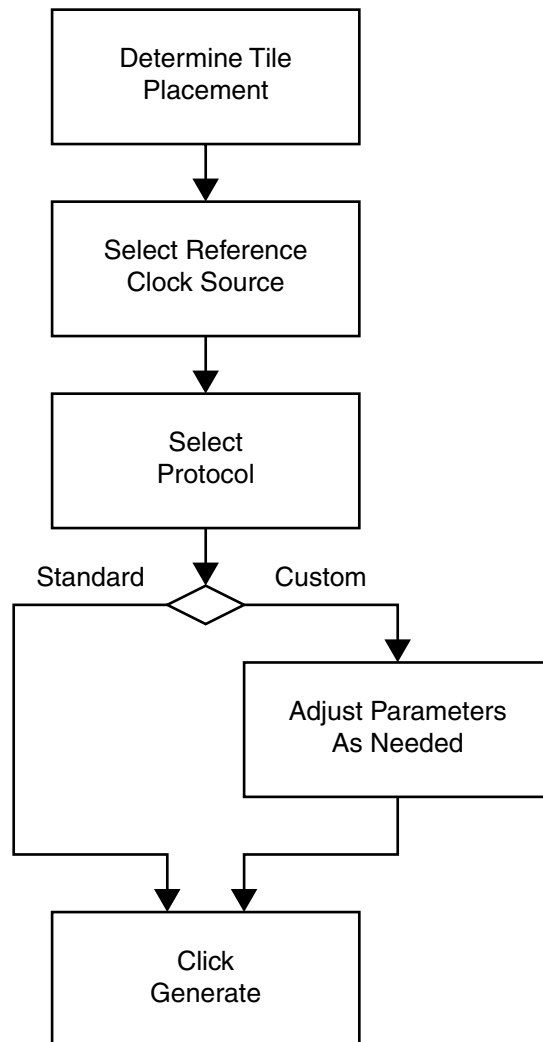 Determine Tile
Placement
Select Reference
Clock Source
Select
Protocol
Standard
Custom
Adjust Parameters
As Needed
Click
Generate